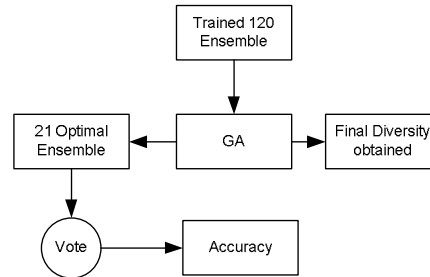 Trained 120
Ensemble
21 Optimal
Ensemble
GA
Final Diversity
obtained
Vote
Accuracy